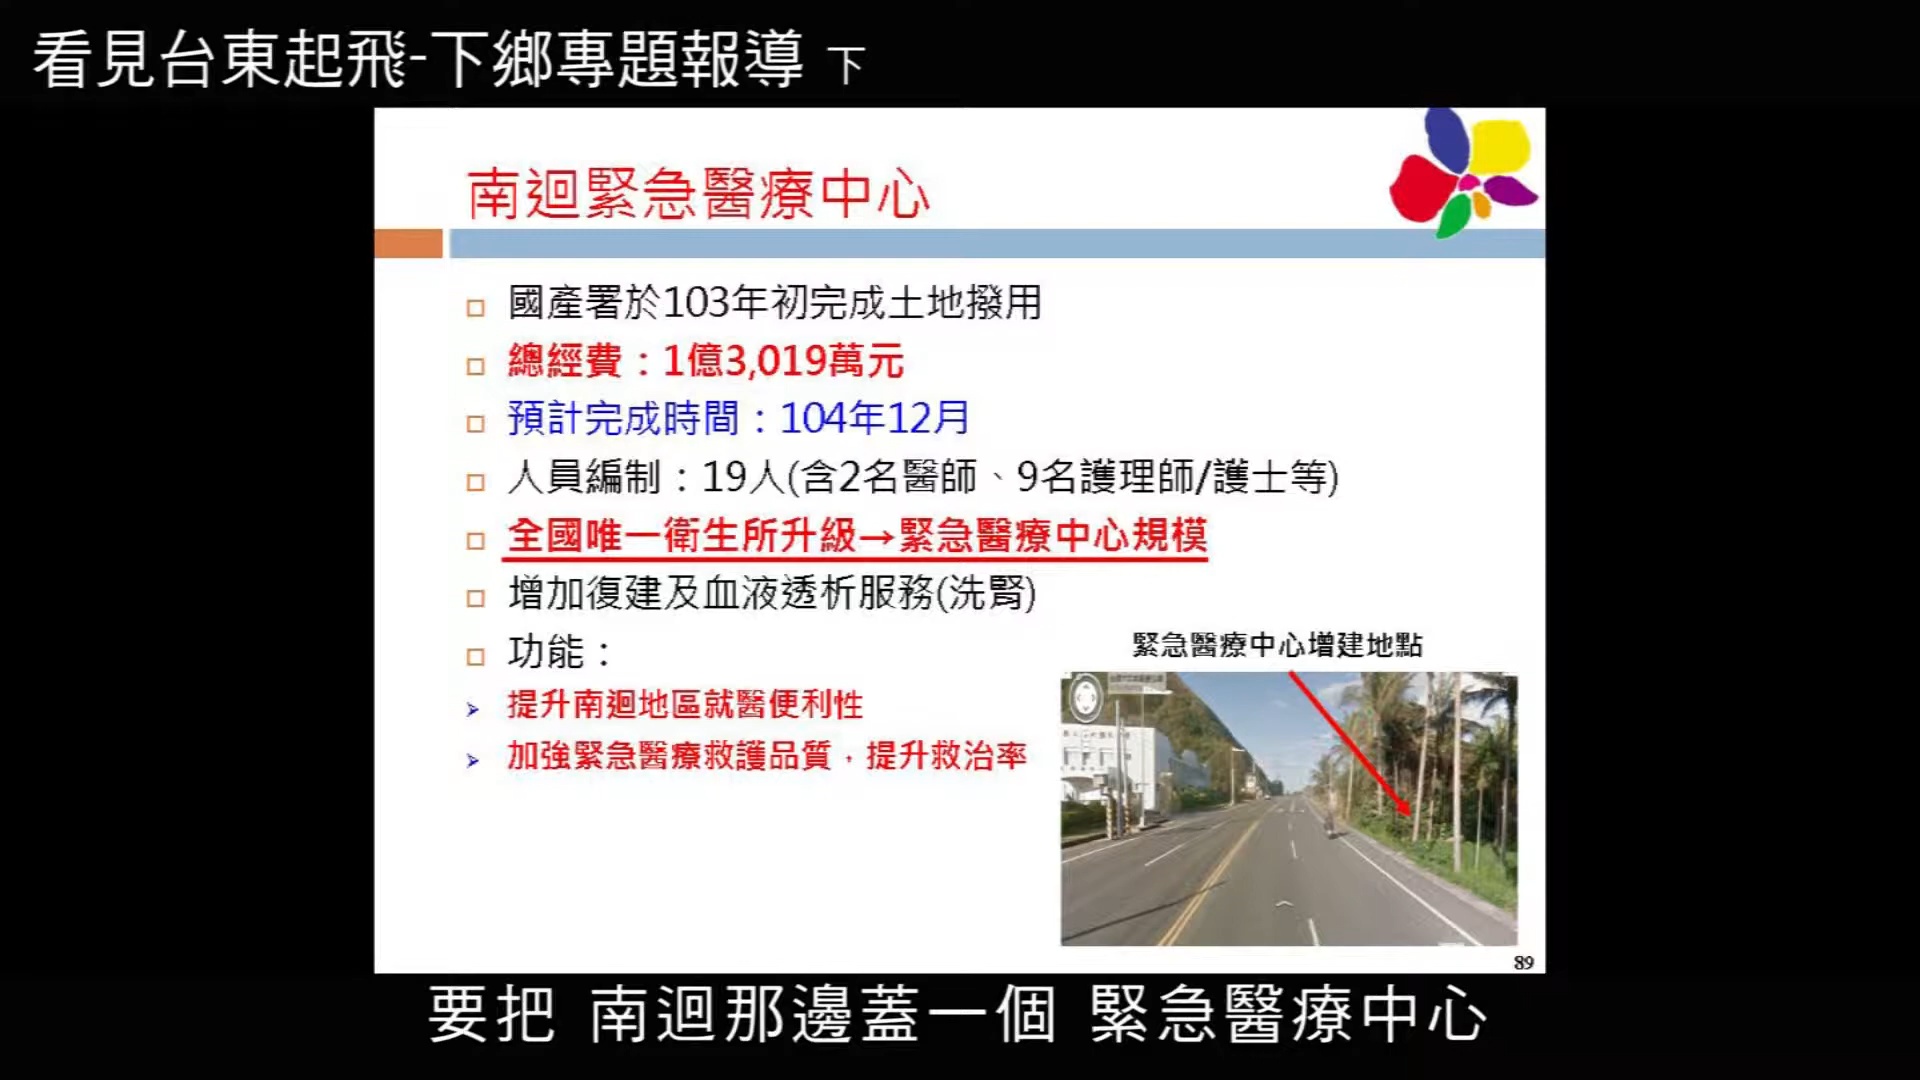 看見台東起飛-下鄉專題報導 下
南迴緊急醫療中心
國產署於103年初完成土地撥用
總經費：1億3,019萬元
預計完成時間：104年12月
人員編制：19人(含2名醫師、9名護理師/護士等)
全國唯一衛生所升級→緊急醫療中心規模
增加復建及血液透析服務(洗腎)
功能：
提升南迴地區就醫便利性
加強緊急醫療救護品質，提升救治率
緊急醫療中心增建地點
89
要把 南迴那邊蓋一個 緊急醫療中心